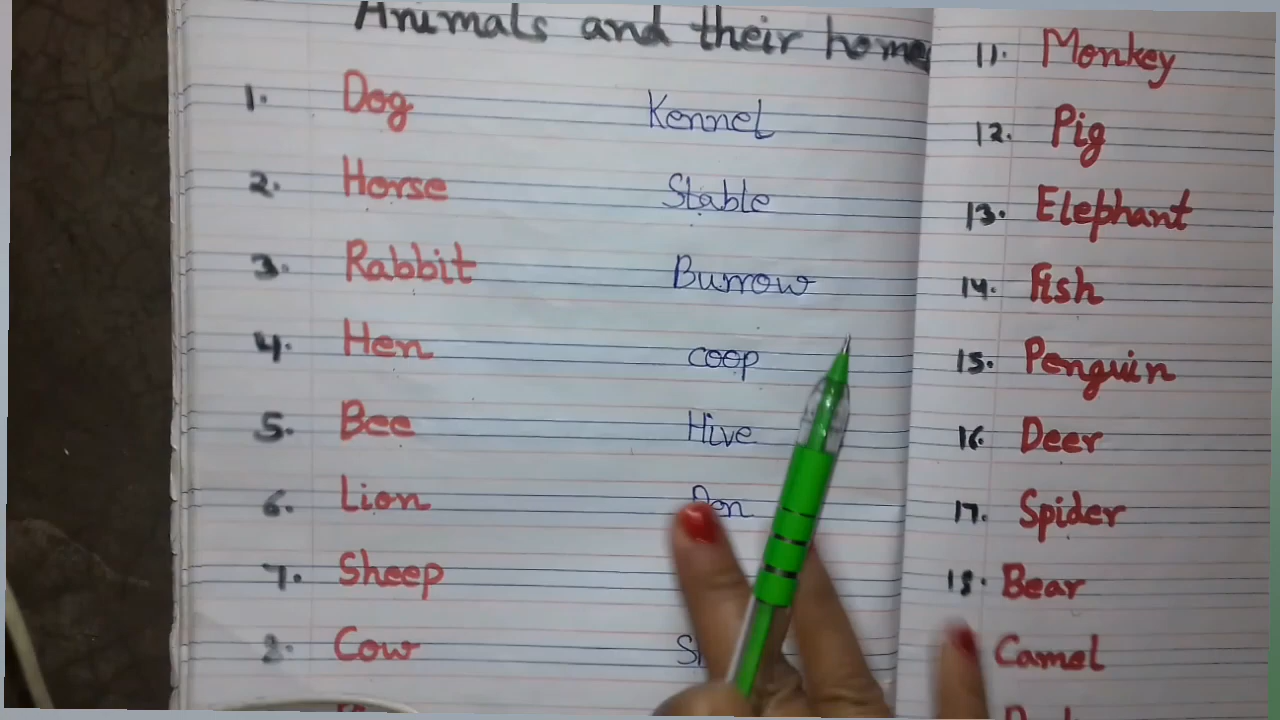 Animals and their home
1. Dog Kennel
2. Horse Stable
3. Rabbit Burrow
4. Hen coop
5. Bee Hive
6. Lion Den
7. Sheep
8. Cow
11. Monkey
12. Pig
13. Elephant
14. Fish
15. Penguin
16. Deer
17. Spider
18. Bear
Camel